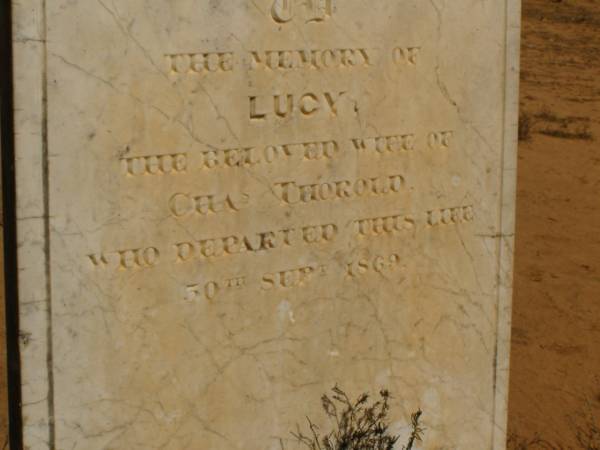 THE MEMORY OF
LUCY,
THE BELOVED WIFE OF
CHAS THOROLD,
WHO DEPARTED THIS LIFE
30TH SEPT 1869.